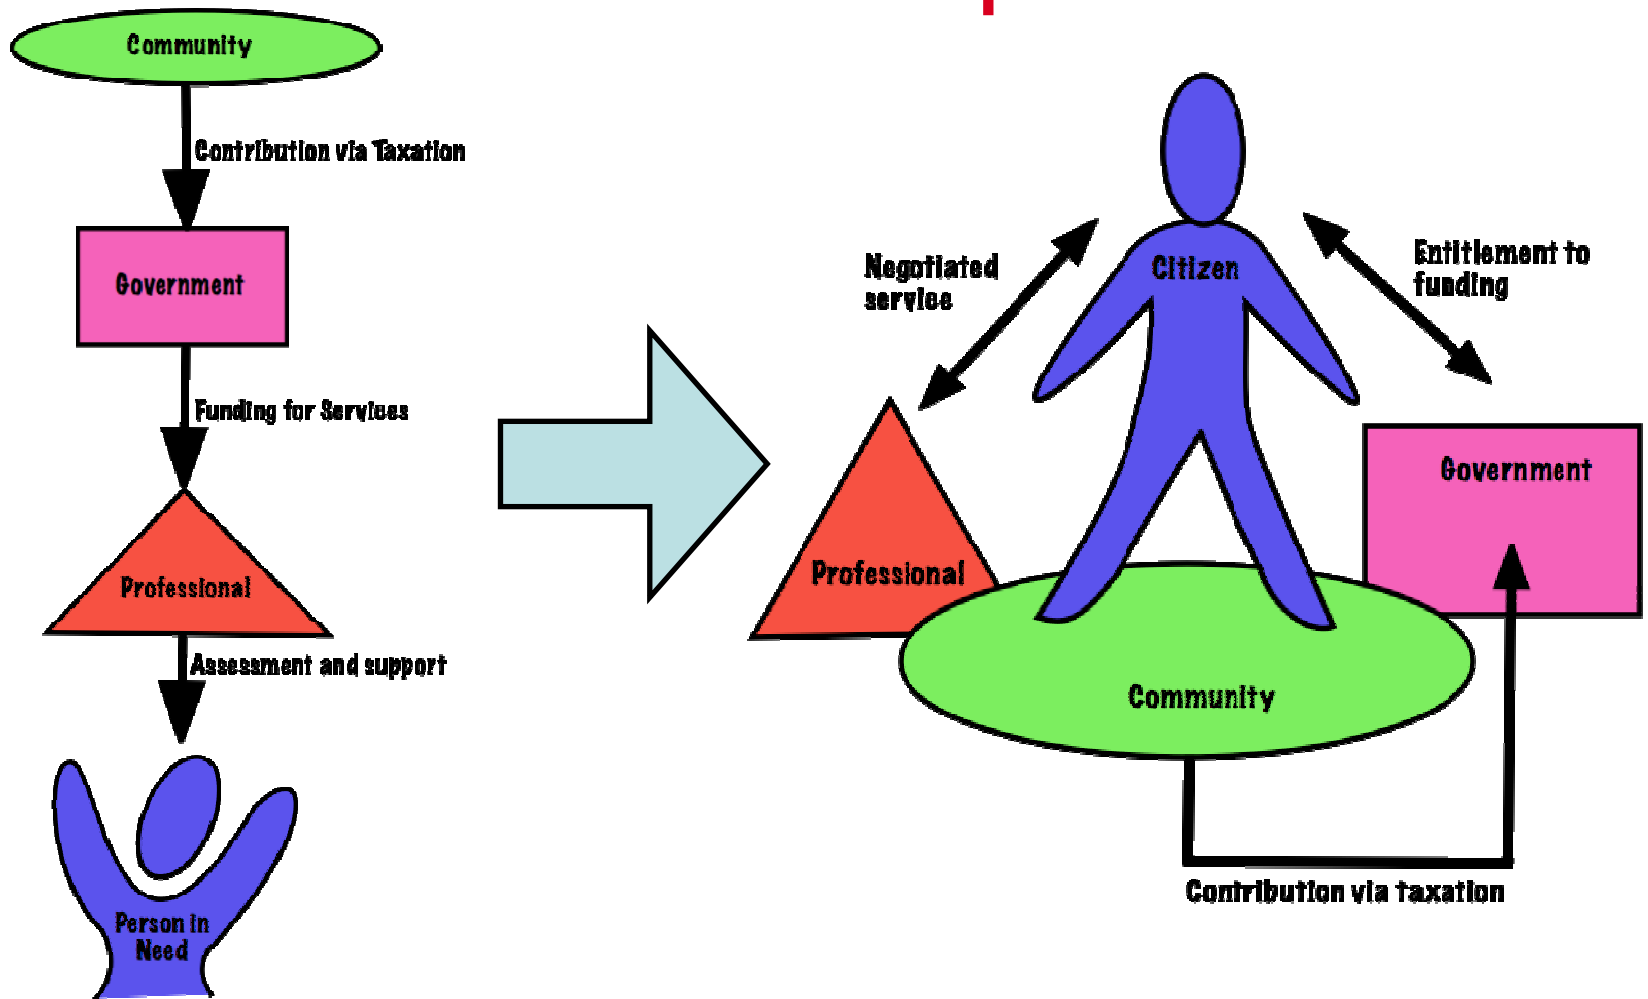 Community
Contribution via Taxation
Government
Funding for Services
Professional
Assessment and support
Person in
Need
Citizen
Negotiated
service
Entitlement to
funding
Government
Professional
Community
Contribution via taxation